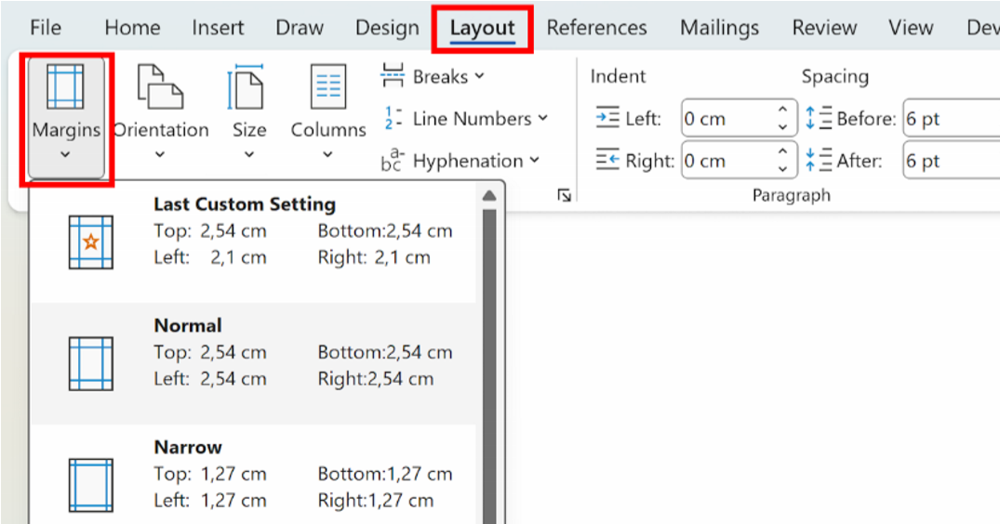 File Home Insert Draw Design Layout References Mailings Review View Dev
Margins
Orientation
Size
Columns
Breaks
Line Numbers
Hyphenation
Indent
Left: 0 cm
Right: 0 cm
Spacing
Before: 6 pt
After: 6 pt
Paragraph
Last Custom Setting
Top: 2,54 cm Bottom:2,54 cm
Left: 2,1 cm Right: 2,1 cm
Normal
Top: 2,54 cm Bottom:2,54 cm
Left: 2,54 cm Right:2,54 cm
Narrow
Top: 1,27 cm Bottom:1,27 cm
Left: 1,27 cm Right:1,27 cm